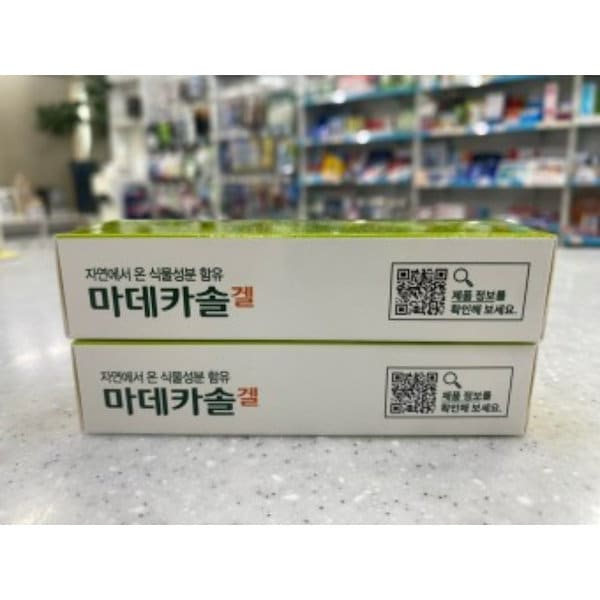 자연에서 온 식물성분 함유
마데카솔겔
제품 정보를
확인해 보세요.
자연에서 온 식물성분 함유
마데카솔겔
제품 정보를
확인해 보세요.